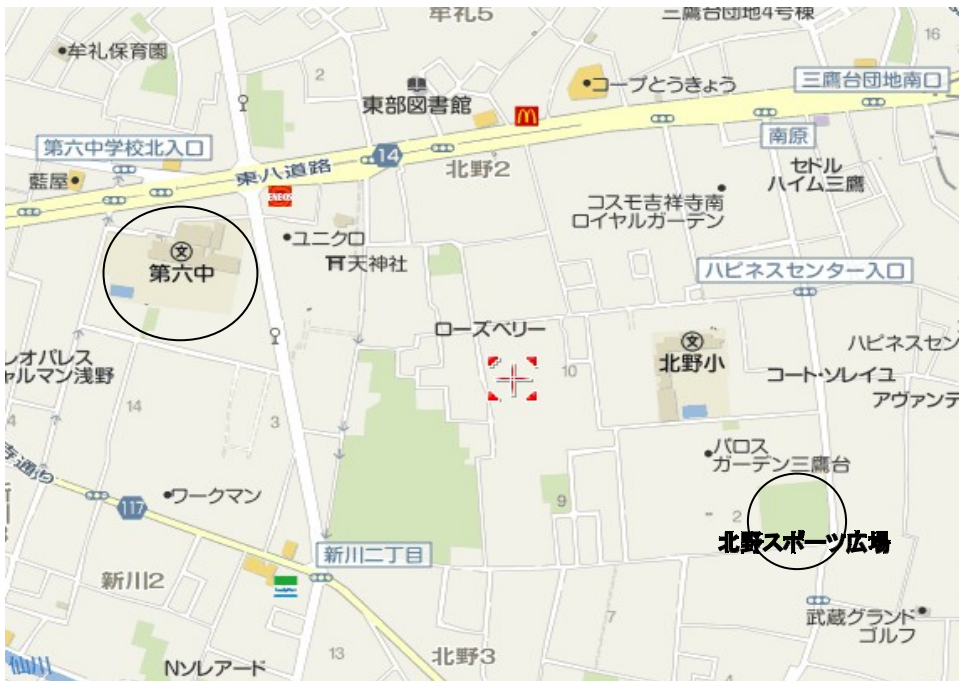 牟礼5
三鷹台団地4号棟
牟礼保育園
2
16
コープとうきょう
三鷹台団地南口
東部図書館
第六中学校北入口
14
南原
東八道路
北野2
藍屋
セドル
ハイム三鷹
ENEOS
コスモ吉祥寺南
ロイヤルガーデン
ユニクロ
文
第六中
天神社
ハピネスセンター入口
ローズベリー
文
北野小
ハピネスセン
レオパレス
ャルマン浅野
10
コート・ソレイユ
アヴァンテ
14
3
バロス
ガーデン三鷹台
寺通り
117
ワークマン
9
2
北野スポーツ広場
新川二丁目
新川2
7
武蔵グランド
ゴルフ
仙川
Nソレアード
13
北野3